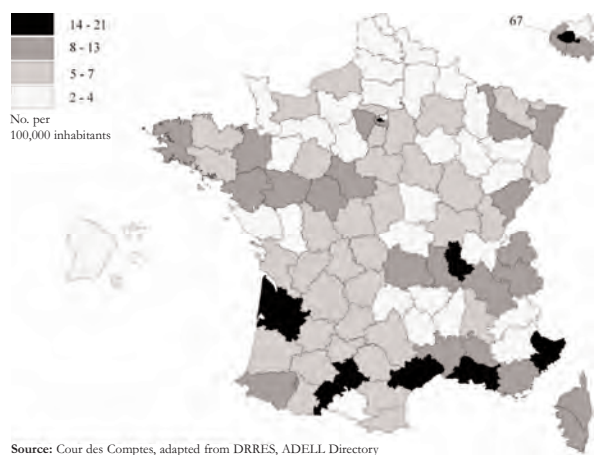 14 - 21
8 - 13
5 - 7
2 - 4
No. per
100,000 inhabitants
67
Source: Cour des Comptes, adapted from DRRES, ADELL Directory